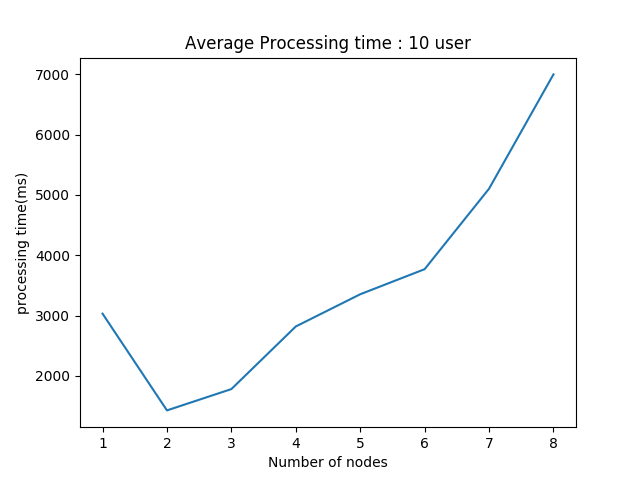 Average Processing time : 10 user
7000
6000
5000
4000
3000
2000
processing time(ms)
1 2 3 4 5 6 7 8
Number of nodes